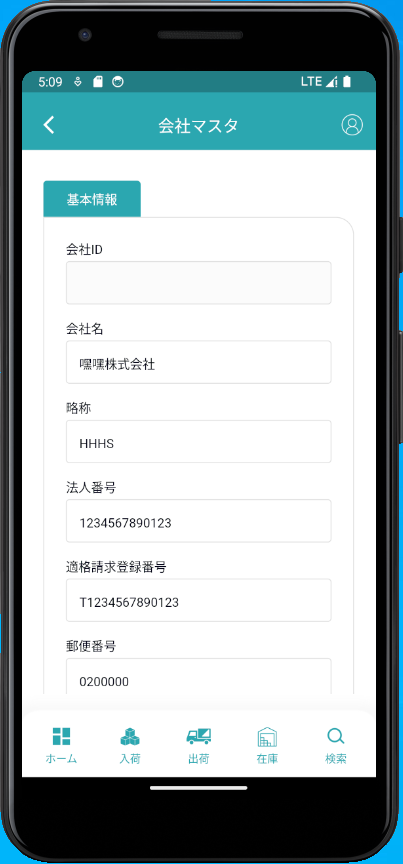 5:09
LTE
会社マスタ
基本情報
会社ID
会社名
嘿嘿株式会社
略称
HHHS
法人番号
1234567890123
適格請求登録番号
T1234567890123
郵便番号
0200000
ホーム
入荷
出荷
在庫
検索